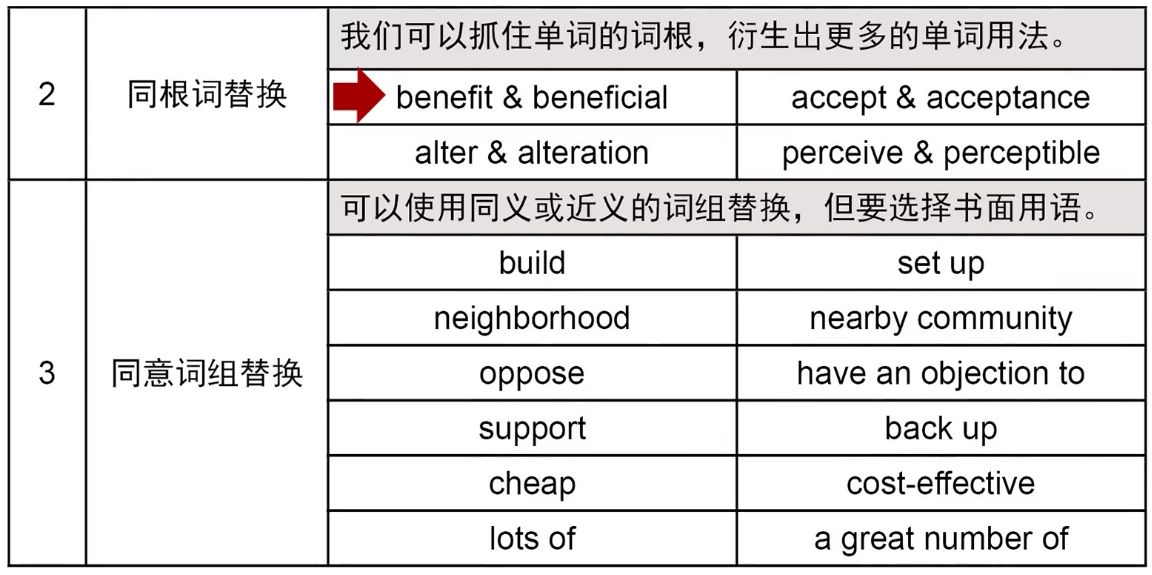 我们可以抓住单词的词根，衍生出更多的单词用法。
2 同根词替换
benefit & beneficial accept & acceptance
alter & alteration perceive & perceptible
可以使用同义或近义的词组替换，但要选择书面用语。
build set up
neighborhood nearby community
3 同意词组替换
oppose have an objection to
support back up
cheap cost-effective
lots of a great number of